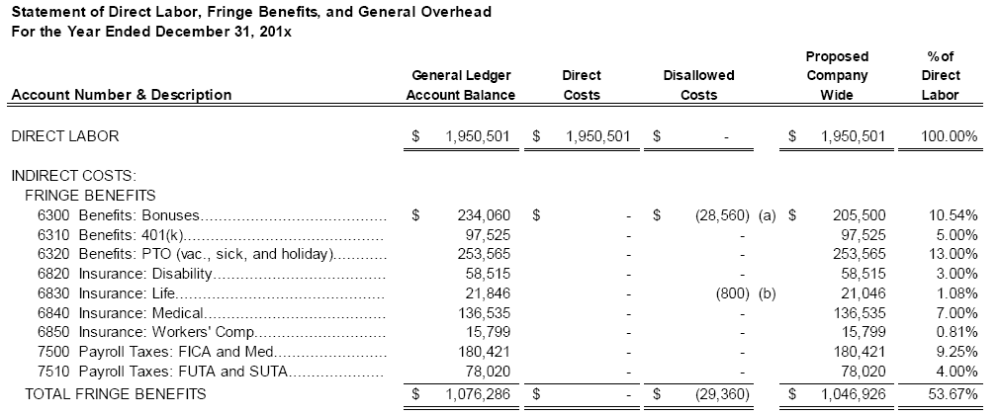 Statement of Direct Labor, Fringe Benefits, and General Overhead
For the Year Ended December 31, 201x
Proposed % of
General Ledger Direct Disallowed Company Direct
Account Number & Description Account Balance Costs Costs Wide Labor
DIRECT LABOR $ 1,950,501 $ 1,950,501 $ - $ 1,950,501 100.00%
INDIRECT COSTS:
FRINGE BENEFITS
6300 Benefits: Bonuses......................................... $ 234,060 $ - $ (28,560) (a) $ 205,500 10.54%
6310 Benefits: 401(k)............................................ 97,525 - - 97,525 5.00%
6320 Benefits: PTO (vac., sick, and holiday)............ 253,565 - - 253,565 13.00%
6820 Insurance: Disability...................................... 58,515 - - 58,515 3.00%
6830 Insurance: Life.............................................. 21,846 - (800) (b) 21,046 1.08%
6840 Insurance: Medical........................................ 136,535 - - 136,535 7.00%
6850 Insurance: Workers' Comp............................. 15,799 - - 15,799 0.81%
7500 Payroll Taxes: FICA and Med......................... 180,421 - - 180,421 9.25%
7510 Payroll Taxes: FUTA and SUTA..................... 78,020 - - 78,020 4.00%
TOTAL FRINGE BENEFITS $ 1,076,286 $ - $ (29,360) $ 1,046,926 53.67%